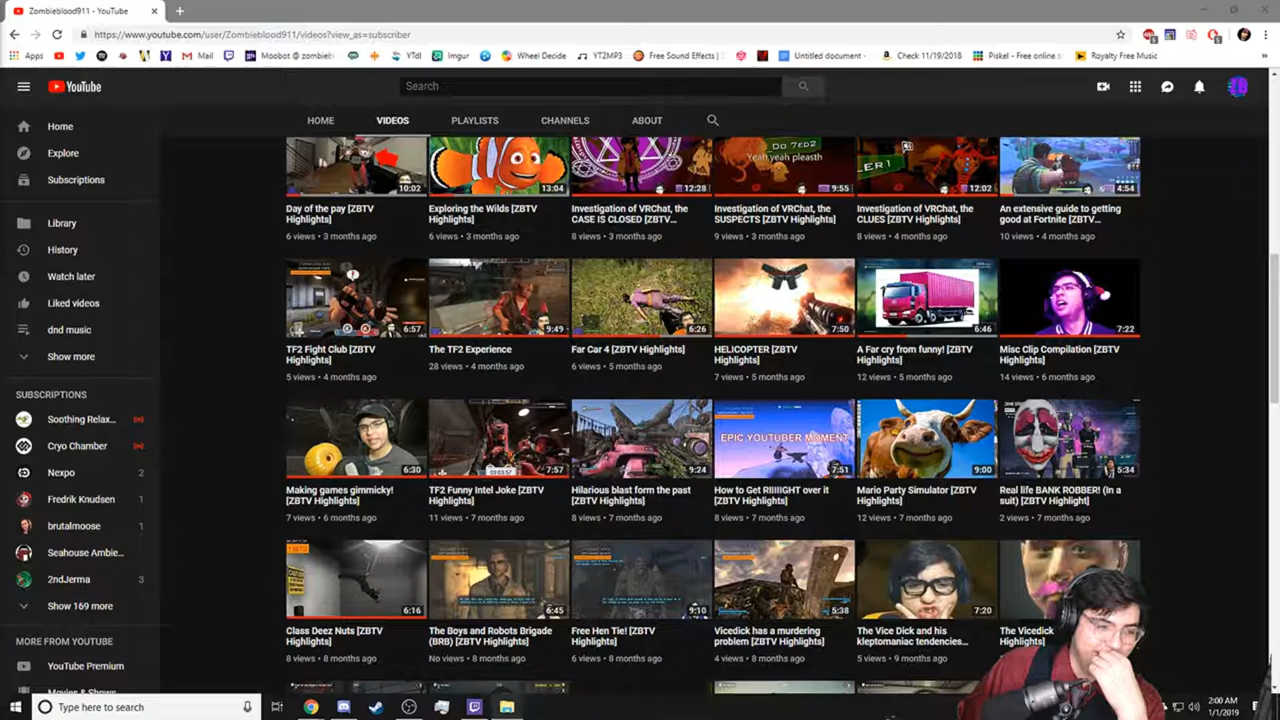 Zombieblood911 - YouTube
https://www.youtube.com/user/Zombieblood911/videos?view_as=subscriber
Apps
Mail
Moobot @ zombieb
YTdl
Imgur
Wheel Decide
YT2MP3
Free Sound Effects |
Untitled document -
Check 11/19/2018
Piskel - Free online s
Royalty Free Music
YouTube
Search
HOME
VIDEOS
PLAYLISTS
CHANNELS
ABOUT
Home
Explore
Subscriptions
Library
History
Watch later
Liked videos
dnd music
Show more
SUBSCRIPTIONS
Soothing Relax...
Cryo Chamber
Nexpo
2
Fredrik Knudsen
1
brutalmoose
1
Seahouse Ambie...
2ndJerma
3
Show 169 more
MORE FROM YOUTUBE
YouTube Premium
Movies & Shows
10:02
Day of the pay [ZBTV
Highlights]
6 views • 3 months ago
13:04
Exploring the Wilds [ZBTV
Highlights]
6 views • 3 months ago
12:28
Investigation of VRChat, the
CASE IS CLOSED [ZBTV...
8 views • 3 months ago
DO 7ED2
Yeah yeah pleasth
9:55
Investigation of VRChat, the
SUSPECTS [ZBTV Highlights]
9 views • 3 months ago
ER1
12:02
Investigation of VRChat, the
CLUES [ZBTV Highlights]
8 views • 4 months ago
4:54
An extensive guide to getting
good at Fortnite [ZBTV...
10 views • 4 months ago
6:57
TF2 Fight Club [ZBTV
Highlights]
5 views • 4 months ago
9:49
The TF2 Experience
28 views • 4 months ago
6:26
Far Car 4 [ZBTV Highlights]
6 views • 5 months ago
7:50
HELICOPTER [ZBTV
Highlights]
7 views • 5 months ago
6:46
A Far cry from funny! [ZBTV
Highlights]
12 views • 5 months ago
7:22
Misc Clip Compilation [ZBTV
Highlights]
14 views • 6 months ago
6:30
Making games gimmicky!
[ZBTV Highlights]
7 views • 6 months ago
7:57
TF2 Funny Intel Joke [ZBTV
Highlights]
11 views • 7 months ago
9:24
Hilarious blast form the past
[ZBTV Highlights]
8 views • 7 months ago
EPIC YOUTUBER MOMENT
7:51
How to Get RIIIIIGHT over it
[ZBTV Highlights]
8 views • 7 months ago
9:00
Mario Party Simulator [ZBTV
Highlights]
12 views • 7 months ago
5:34
Real life BANK ROBBER! (In a
suit) [ZBTV Highlight]
2 views • 7 months ago
6:16
Class Deez Nuts [ZBTV
Highlights]
8 views • 8 months ago
6:45
The Boys and Robots Brigade
(BRB) [ZBTV Highlights]
No views • 8 months ago
9:10
Free Hen Tie! [ZBTV
Highlights]
6 views • 8 months ago
5:38
Vicedick has a murdering
problem [ZBTV Highlights]
4 views • 8 months ago
7:20
The Vice Dick and his
kleptomaniac tendencies...
5 views • 9 months ago
The Vicedick
Highlights]
Type here to search
2:00 AM
1/1/2019